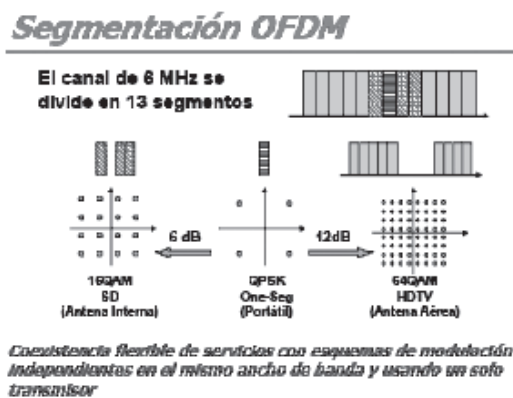 Segmentación OFDM
El canal de 6 MHz se
divide en 13 segmentos
6 dB
12dB
16QAM
SD
(Antena Interna)
QPSK
One-Seg
(Portátil)
64QAM
HDTV
(Antena Aérea)
Coexistencia flexible de servicios con esquemas de modulación
independientes en el mismo ancho de banda y usando un solo
transmisor